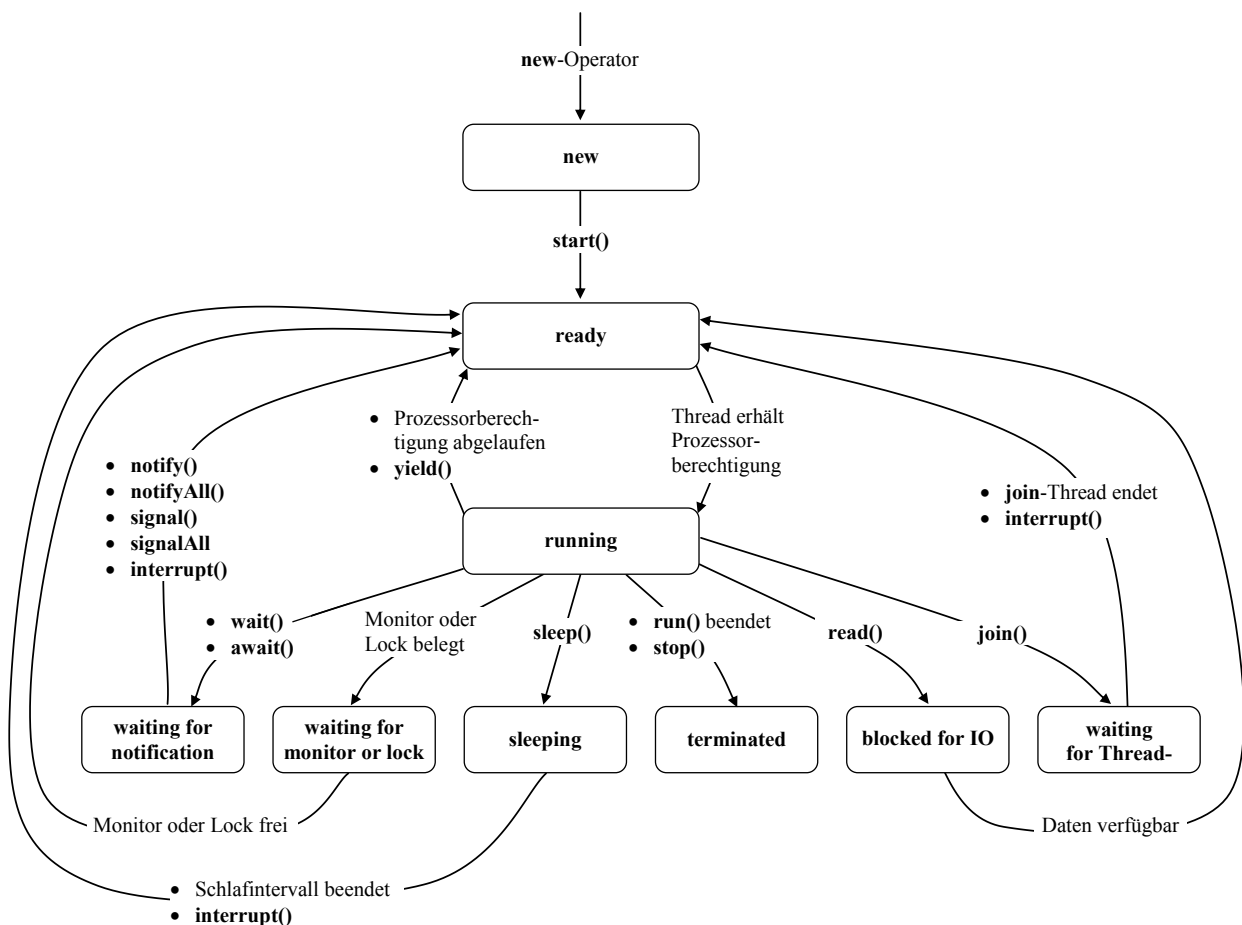 new-Operator
new
start()
ready
• Prozessorberech-
tigung abgelaufen
• yield()
Thread erhält
Prozessor-
berechtigung
• notify()
• notifyAll()
• signal()
• signalAll
• interrupt()
• join-Thread endet
• interrupt()
running
• wait()
• await()
Monitor oder
Lock belegt
sleep()
• run() beendet
• stop()
read()
join()
waiting for
notification
waiting for
monitor or lock
sleeping
terminated
blocked for IO
waiting
for Thread-
Monitor oder Lock frei
Daten verfügbar
• Schlafintervall beendet
• interrupt()